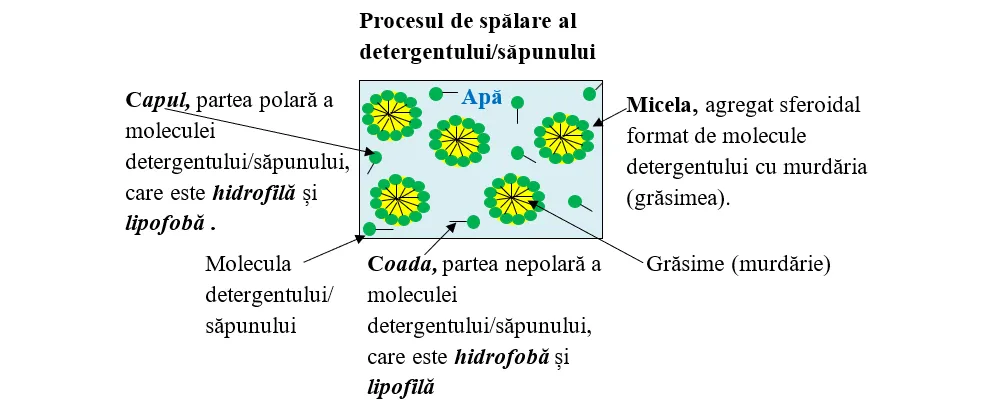 Procesul de spălare al
detergentului/săpunului
Apă
Capul, partea polară a
moleculei
detergentului/săpunului,
care este hidrofilă și
lipofobă .
Micela, agregat sferoidal
format de molecule
detergentului cu murdăria
(grăsimea).
Molecula
detergentului/
săpunului
Coada, partea nepolară a
moleculei
detergentului/săpunului,
care este hidrofobă și
lipofilă
Grăsime (murdărie)